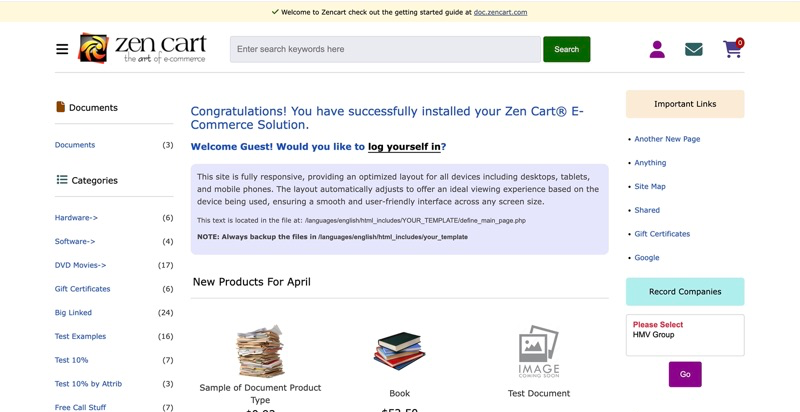 Welcome to Zencart check out the getting started guide at doc.zencart.com
zen cart
the art of e-commerce
Enter search keywords here
Search
0
Documents
Documents (3)
Categories
Hardware-> (6)
Software-> (4)
DVD Movies-> (17)
Gift Certificates (6)
Big Linked (24)
Test Examples (16)
Test 10% (7)
Test 10% by Attrib (3)
Free Call Stuff (7)
Congratulations! You have successfully installed your Zen Cart® E-
Commerce Solution.
Welcome Guest! Would you like to log yourself in?
This site is fully responsive, providing an optimized layout for all devices including desktops, tablets,
and mobile phones. The layout automatically adjusts to offer an ideal viewing experience based on the
device being used, ensuring a smooth and user-friendly interface across any screen size.
This text is located in the file at: /languages/english/html_includes/YOUR_TEMPLATE/define_main_page.php
NOTE: Always backup the files in /languages/english/html_includes/your_template
New Products For April
Sample of Document Product
Type
Book
IMAGE
COMING SOON
Test Document
Important Links
Another New Page
Anything
Site Map
Shared
Gift Certificates
Google
Record Companies
Please Select
HMV Group
Go